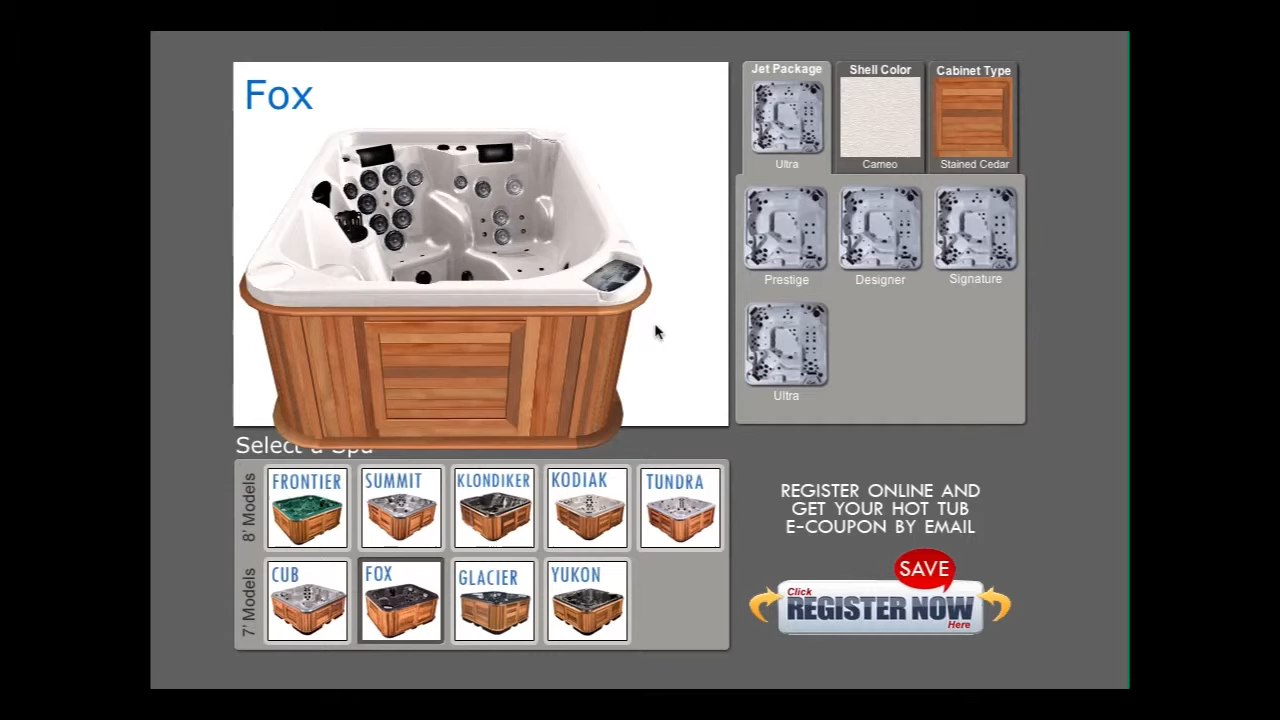 Fox
Jet Package
Shell Color
Cabinet Type
Ultra
Cameo
Stained Cedar
Prestige
Designer
Signature
Ultra
Select a Spa
8' Models
FRONTIER
SUMMIT
KLONDIKER
KODIAK
TUNDRA
7' Models
CUB
FOX
GLACIER
YUKON
REGISTER ONLINE AND
GET YOUR HOT TUB
E-COUPON BY EMAIL
SAVE
Click
REGISTER NOW
Here